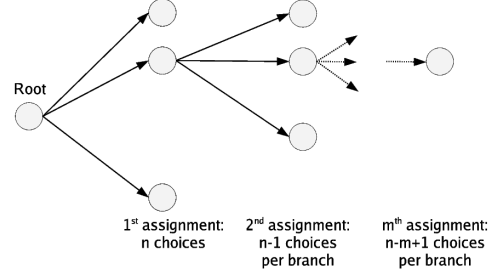 Root
1st assignment:
n choices
2nd assignment:
n-1 choices
per branch
mth assignment:
n-m+1 choices
per branch